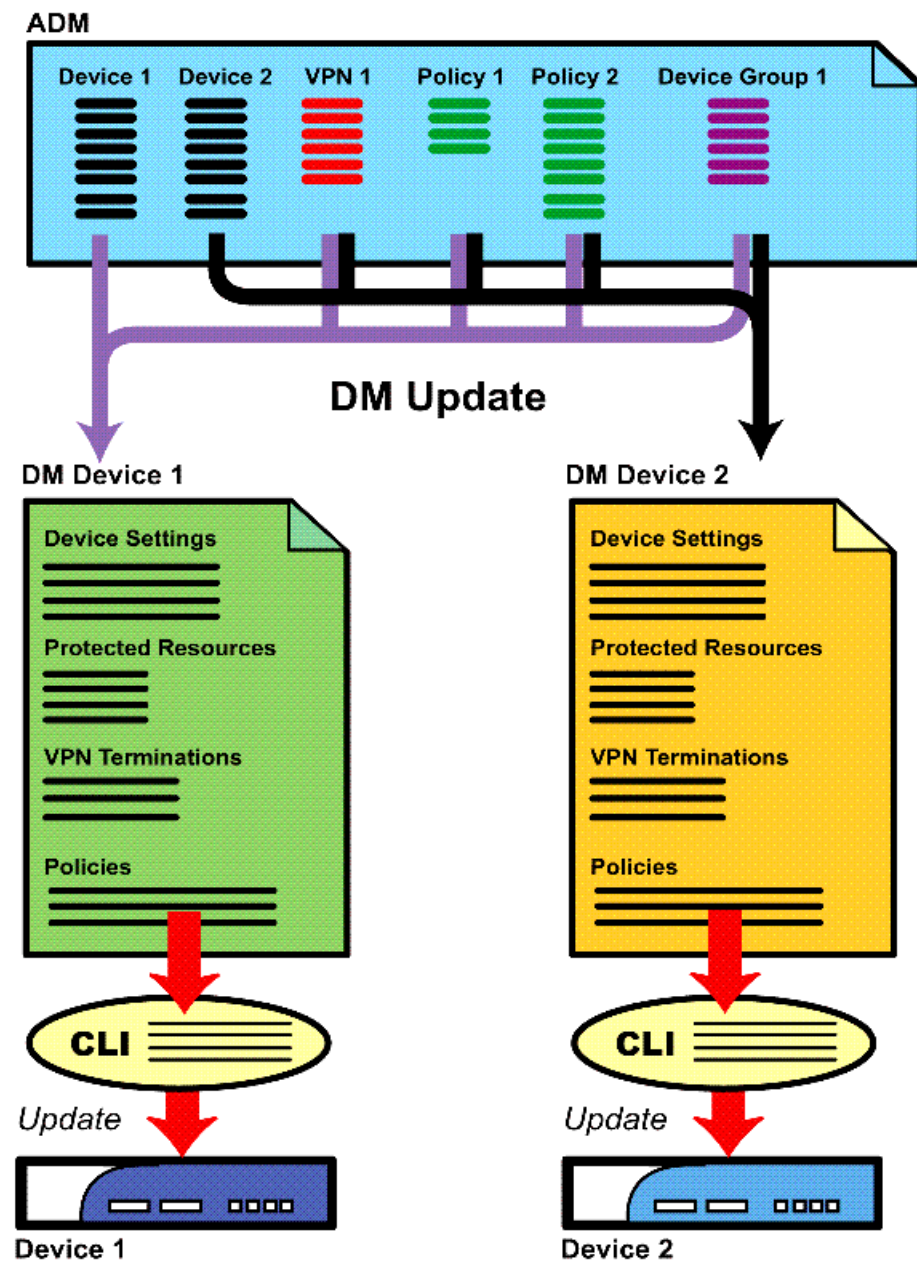 ADM
Device 1 Device 2 VPN 1 Policy 1 Policy 2 Device Group 1
DM Update
DM Device 1
Device Settings
Protected Resources
VPN Terminations
Policies
CLI
Update
Device 1
DM Device 2
Device Settings
Protected Resources
VPN Terminations
Policies
CLI
Update
Device 2